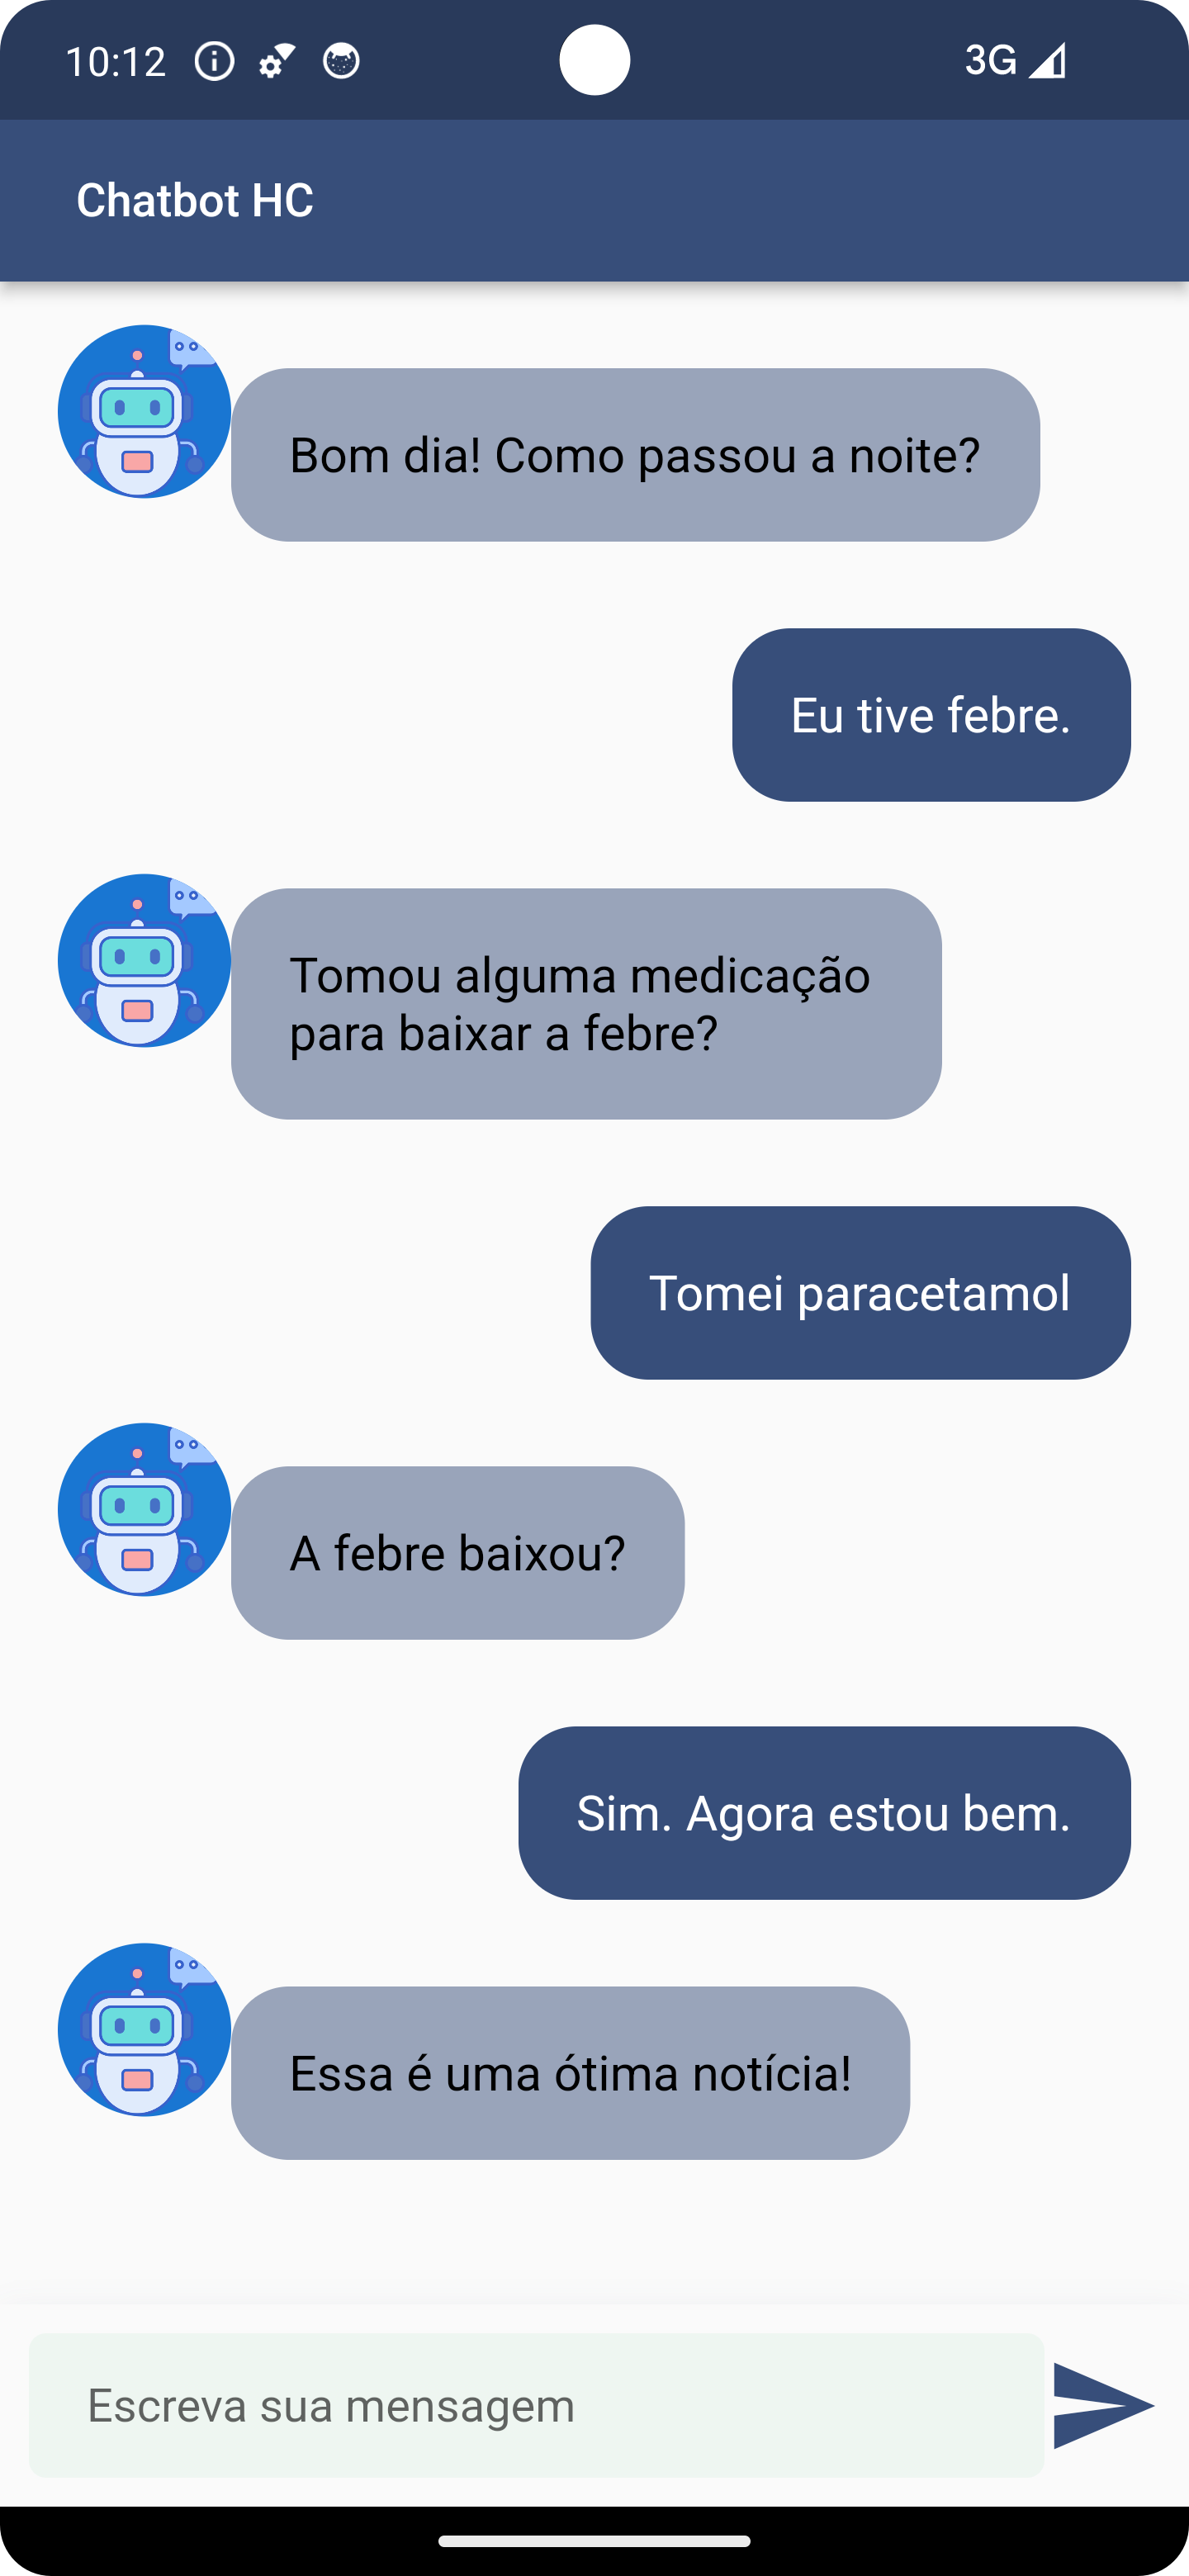 10:12 3G
Chatbot HC
Bom dia! Como passou a noite?
Eu tive febre.
Tomou alguma medicação
para baixar a febre?
Tomei paracetamol
A febre baixou?
Sim. Agora estou bem.
Essa é uma ótima notícia!
Escreva sua mensagem